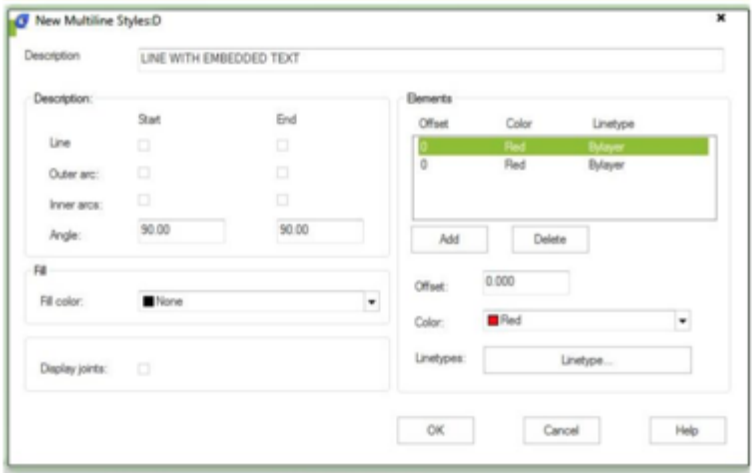 New Multiline Styles:D
Description LINE WITH EMBEDDED TEXT
Description:
Start End
Line
Outer arc:
Inner arcs:
Angle: 90.00 90.00
Fill
Fill color: None
Display joints:
Elements
Offset Color Linetype
0 Red Bylayer
0 Red Bylayer
Add Delete
Offset: 0.000
Color: Red
Linetypes: Linetype...
OK Cancel Help